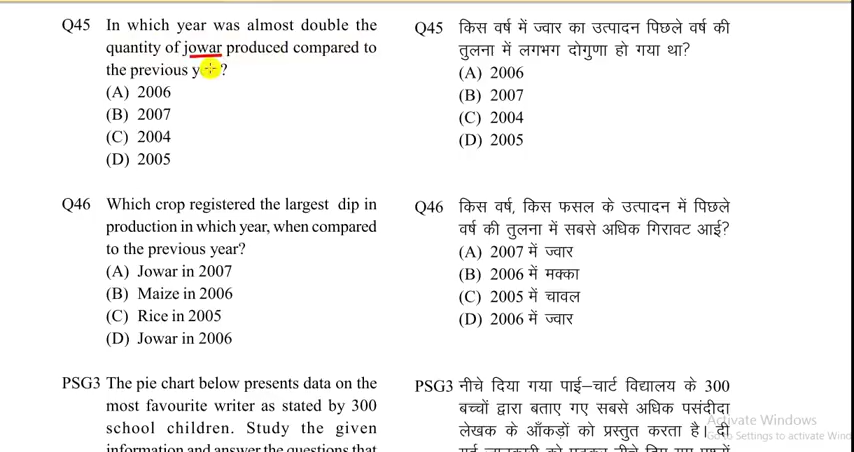 Q45 In which year was almost double the
quantity of jowar produced compared to
the previous y ?
(A) 2006
(B) 2007
(C) 2004
(D) 2005
Q46 Which crop registered the largest dip in
production in which year, when compared
to the previous year?
(A) Jowar in 2007
(B) Maize in 2006
(C) Rice in 2005
(D) Jowar in 2006
PSG3 The pie chart below presents data on the
most favourite writer as stated by 300
school children. Study the given
information and answer the questions that
Q45 किस वर्ष में ज्वार का उत्पादन पिछले वर्ष की
तुलना में लगभग दोगुणा हो गया था?
(A) 2006
(B) 2007
(C) 2004
(D) 2005
Q46 किस वर्ष, किस फसल के उत्पादन में पिछले
वर्ष की तुलना में सबसे अधिक गिरावट आई?
(A) 2007 में ज्वार
(B) 2006 में मक्का
(C) 2005 में चावल
(D) 2006 में ज्वार
PSG3 नीचे दिया गया पाई–चार्ट विद्यालय के 300
बच्चों द्वारा बताए गए सबसे अधिक पसंदीदा
लेखक के आँकड़ों को प्रस्तुत करता है। दी
गई जानकारी को
Activate Windows
Go to Settings to activate Wind